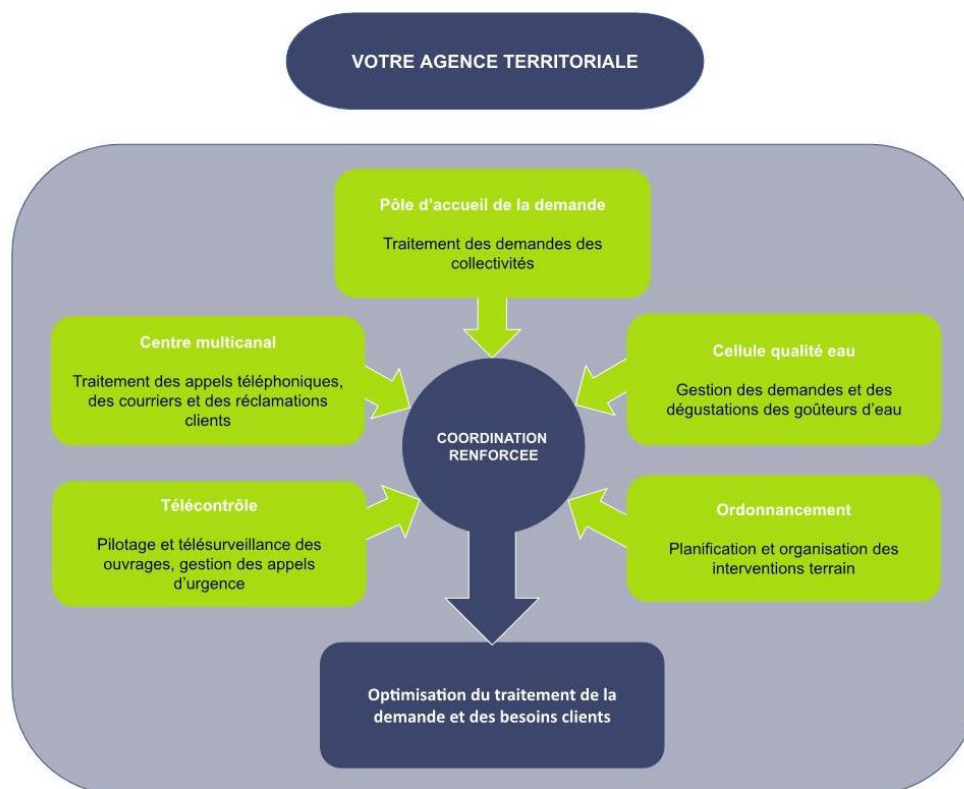 VOTRE AGENCE TERRITORIALE
Pôle d'accueil de la demande
Traitement des demandes des
collectivités
Centre multicanal
Traitement des appels téléphoniques,
des courriers et des réclamations
clients
Cellule qualité eau
Gestion des demandes et des
dégustations des goûteurs d'eau
COORDINATION
RENFORCEE
Télécontrôle
Pilotage et télésurveillance des
ouvrages, gestion des appels
d'urgence
Ordonnancement
Planification et organisation des
interventions terrain
Optimisation du traitement de la
demande et des besoins clients